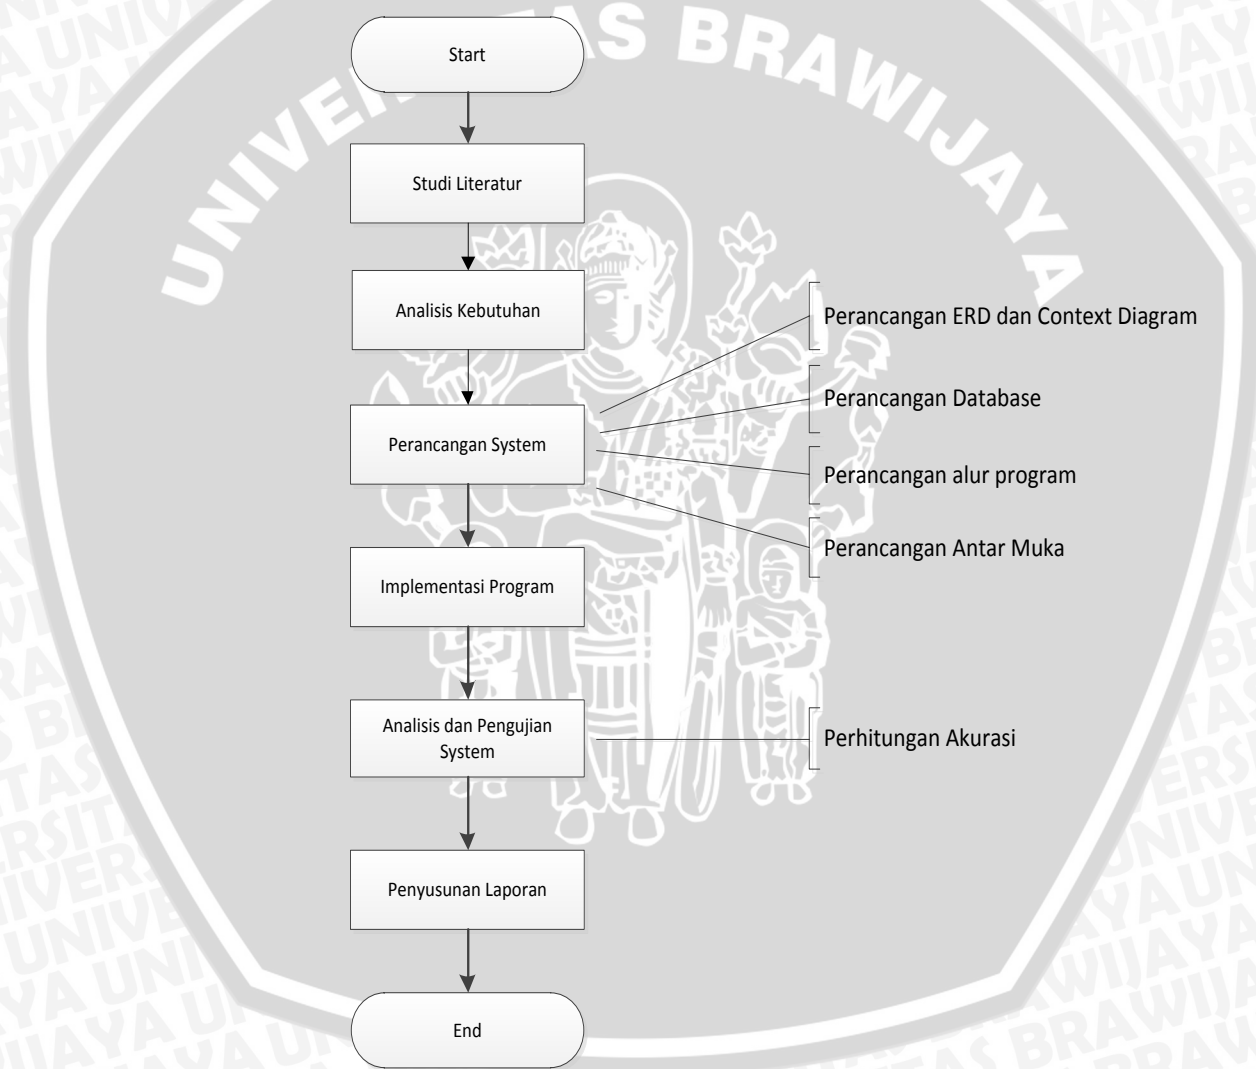 UNIVERSITAS BRAWIJAYA
Start
Studi Literatur
Analisis Kebutuhan
Perancangan System
Perancangan ERD dan Context Diagram
Perancangan Database
Perancangan alur program
Perancangan Antar Muka
Implementasi Program
Analisis dan Pengujian
System
Perhitungan Akurasi
Penyusunan Laporan
End